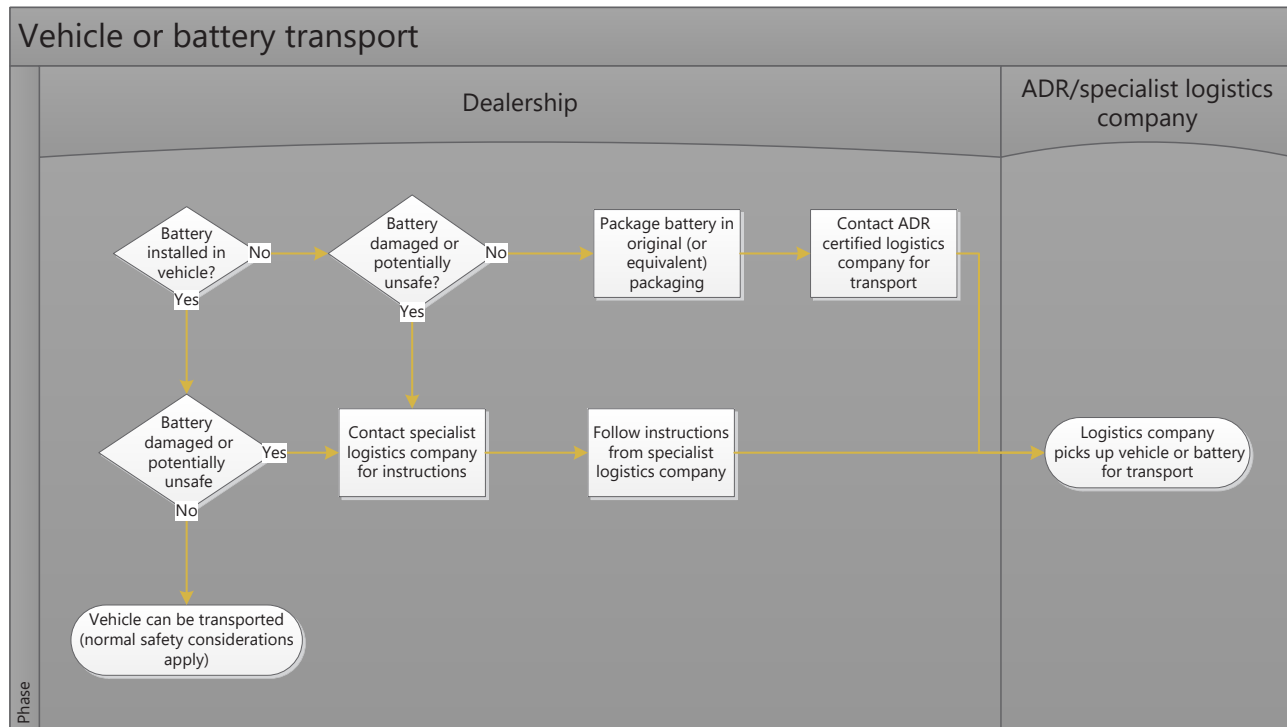 Vehicle or battery transport
Dealership
ADR/specialist logistics
company
Battery
installed in
vehicle?
No
Yes
Battery
damaged or
potentially
unsafe?
No
Yes
Package battery in
original (or
equivalent)
packaging
Contact ADR
certified logistics
company for
transport
Battery
damaged or
potentially
unsafe
Yes
No
Contact specialist
logistics company
for instructions
Follow instructions
from specialist
logistics company
Logistics company
picks up vehicle or battery
for transport
Vehicle can be transported
(normal safety considerations
apply)
Phase